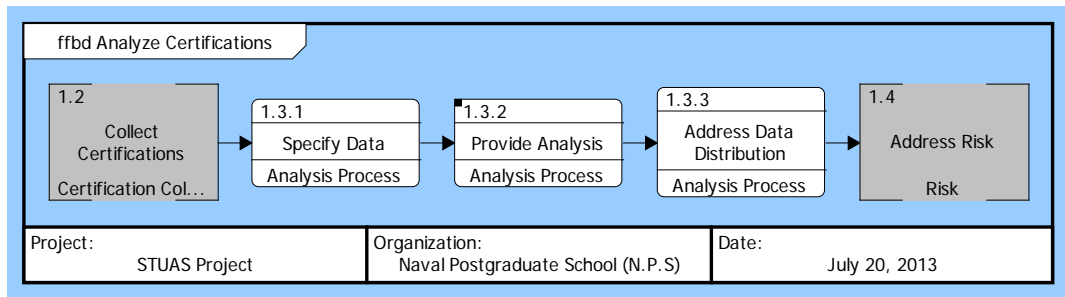 ffbd Analyze Certifications
1.2
Collect
Certifications
Certification Col...
1.3.1
Specify Data
Analysis Process
1.3.2
Provide Analysis
Analysis Process
1.3.3
Address Data
Distribution
Analysis Process
1.4
Address Risk
Risk
Project:
STUAS Project
Organization:
Naval Postgraduate School (N.P.S)
Date:
July 20, 2013